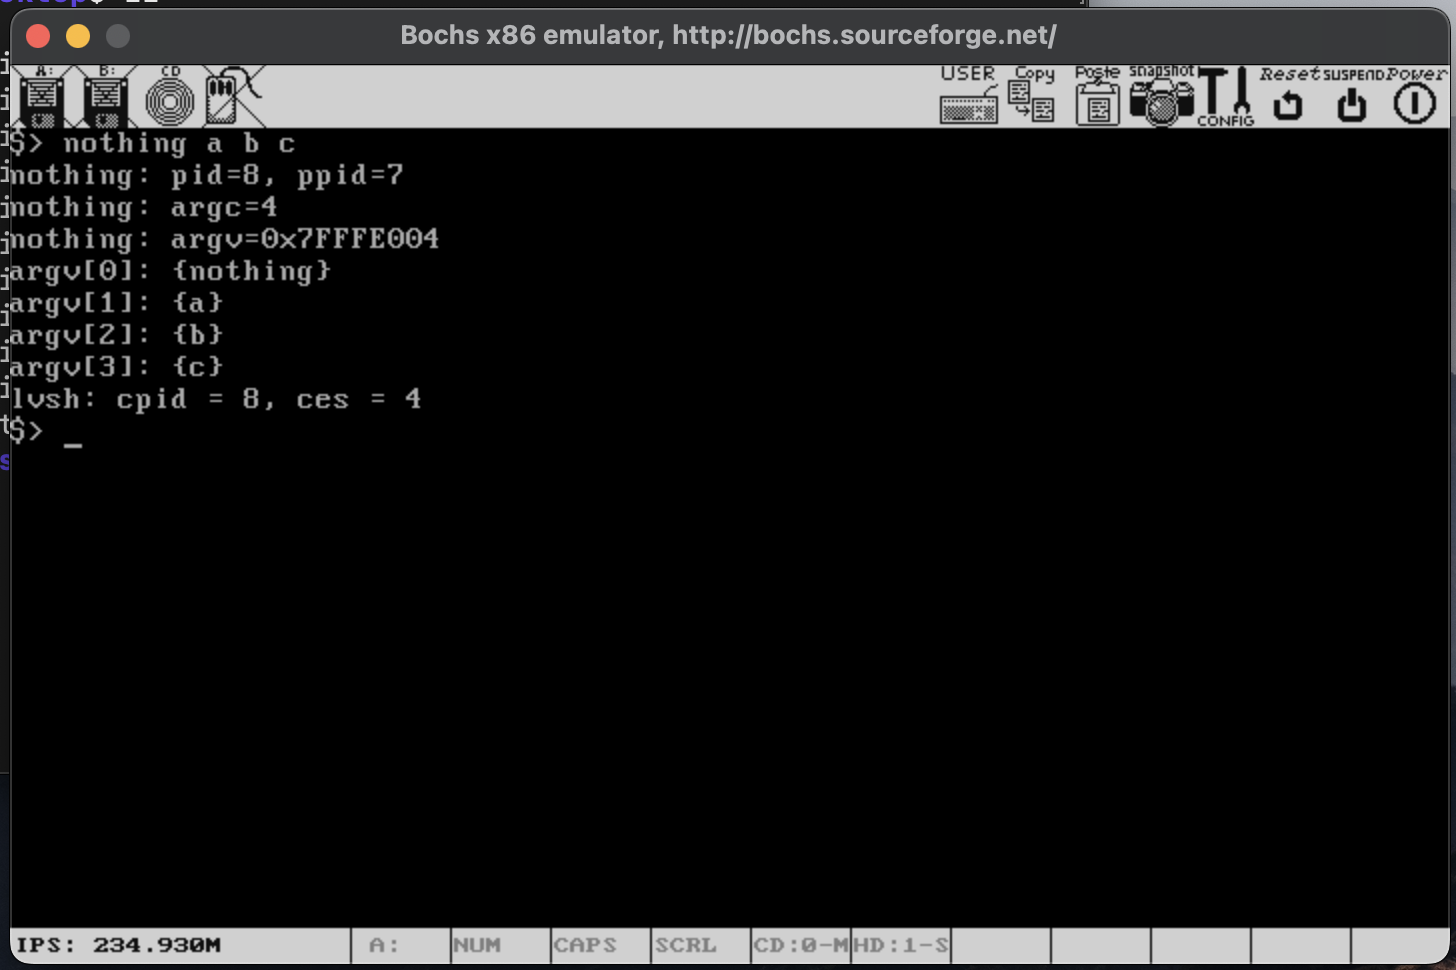 Bochs x86 emulator, http://bochs.sourceforge.net/
A: B: CD USER Copy Paste snapshot CONFIG Reset SUSPEND Power
$> nothing a b c
nothing: pid=8, ppid=7
nothing: argc=4
nothing: argv=0x7FFFE004
argv[0]: {nothing}
argv[1]: {a}
argv[2]: {b}
argv[3]: {c}
lvsh: cpid = 8, ces = 4
$> _
IPS: 234.930M A: NUM CAPS SCRL CD:0-M HD:1-S